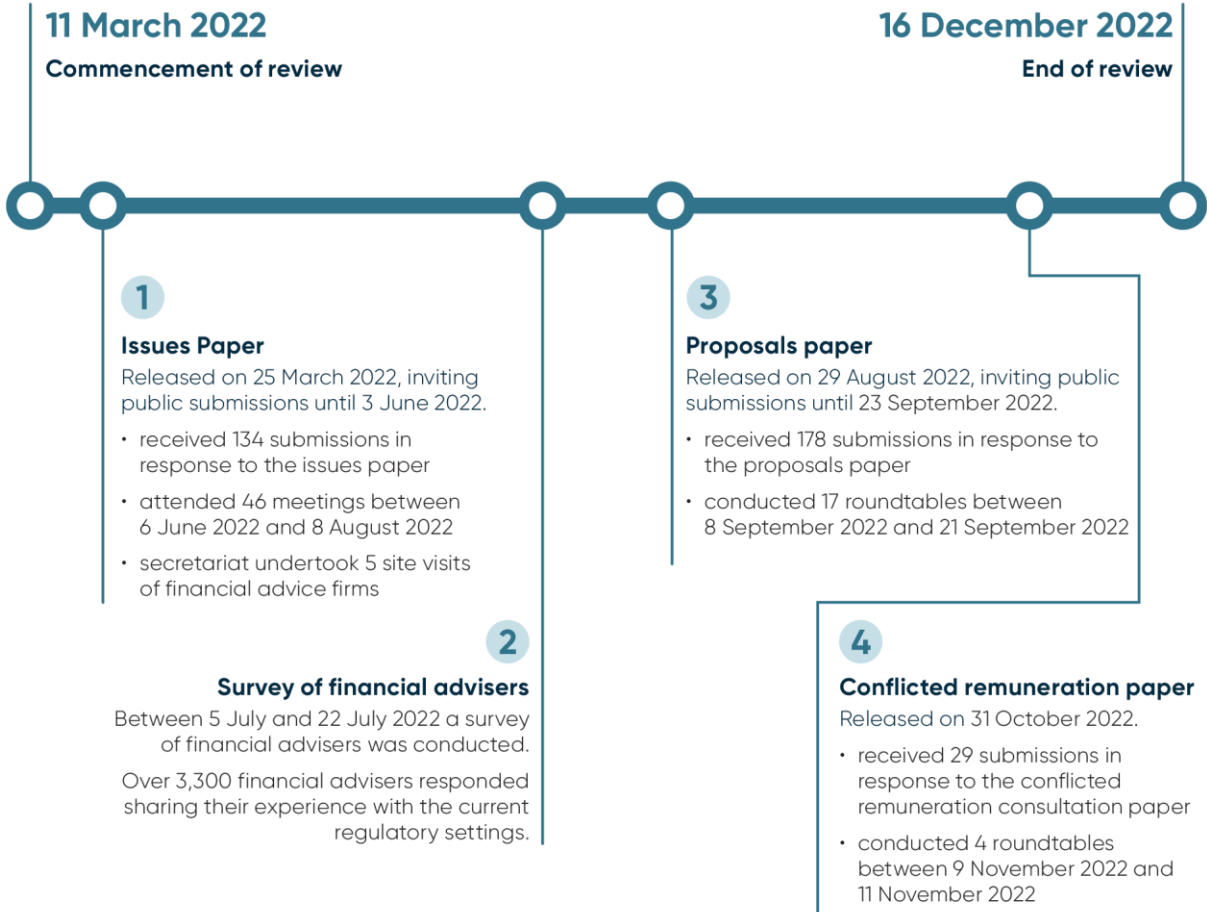 11 March 2022
Commencement of review
16 December 2022
End of review
1
Issues Paper
Released on 25 March 2022, inviting
public submissions until 3 June 2022.
• received 134 submissions in
response to the issues paper
• attended 46 meetings between
6 June 2022 and 8 August 2022
• secretariat undertook 5 site visits
of financial advice firms
2
Survey of financial advisers
Between 5 July and 22 July 2022 a survey
of financial advisers was conducted.
Over 3,300 financial advisers responded
sharing their experience with the current
regulatory settings.
3
Proposals paper
Released on 29 August 2022, inviting public
submissions until 23 September 2022.
• received 178 submissions in response to
the proposals paper
• conducted 17 roundtables between
8 September 2022 and 21 September 2022
4
Conflicted remuneration paper
Released on 31 October 2022.
• received 29 submissions in
response to the conflicted
remuneration consultation paper
• conducted 4 roundtables
between 9 November 2022 and
11 November 2022